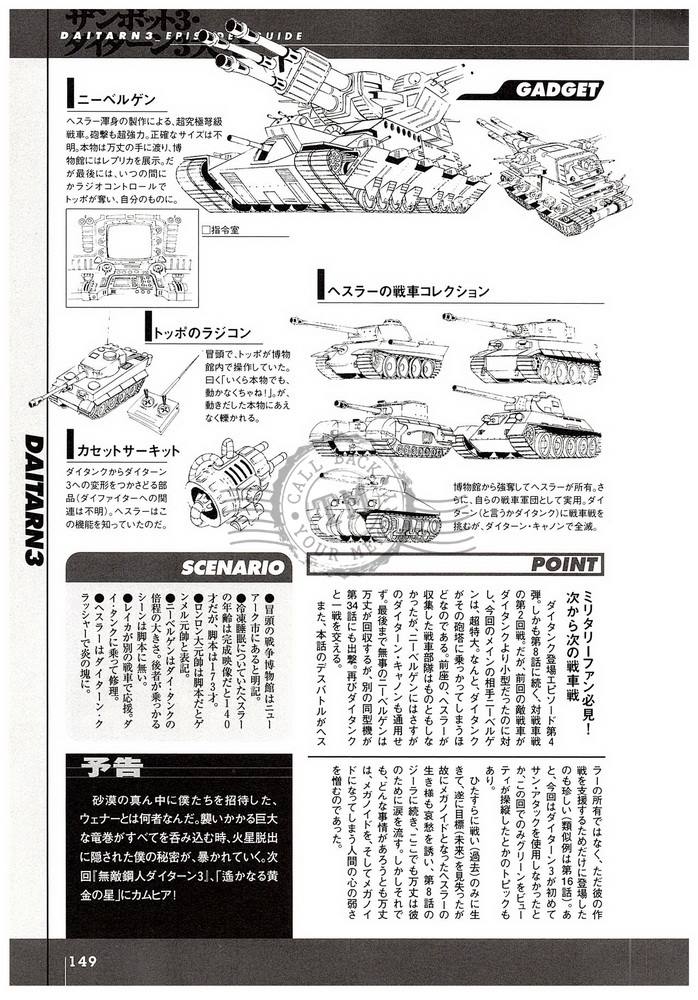 ザンボット3・
ダイターン3
DAITARN3 EPISODE GUIDE
GADGET
ニーベルゲン
ヘスラー渾身の製作による、超究極弩級
戦車。砲撃も超強力。正確なサイズは不
明。本物は万丈の手に渡り、博
物館にはレプリカを展示。だ
が最後には、いつの間に
かラジオコントロールで
トッポが奪い、自分のものに。
□指令室
ヘスラーの戦車コレクション
トッポのラジコン
冒頭で、トッポが博物
館内で操作していた。
曰く「いくら本物でも、
動かなくちゃね!」。が、
動きだした本物にあえ
なく轢かれる。
カセットサーキット
ダイタンクからダイターン
3への変形をつかさどる部
品(ダイファイターへの関
連は不明)。ヘスラーはこ
の機能を知っていたのだ。
博物館から強奪してヘスラーが所有。さ
らに、自らの戦車軍団として実用。ダイ
ターン(と言うかダイタンク)に戦車戦を
挑むが、ダイターン・キャノンで全滅。
CALL BACK
YOUR MEMORY
DAITARN3
SCENARIO
●冒頭の戦争博物館はニュー
アーク市にあると明記。
●冷凍睡眠についたヘスラー
の年齢は完成映像だと140
才だが、脚本は173才。
●ロンロン大元帥は脚本だとゲ
ンメル元帥と表記。
●ニーベルゲンはダイ・タンクの
倍程の大きさ。後者が乗っかる
シーンは脚本に無い。
●レイカが別の戦車で応援。ダ
イ・タンクに乗って修理。
●ヘスラーはダイターン・ク
ラッシャーで炎の塊に。
POINT
ミリタリーファン必見!
次から次の戦車戦
ダイタンク登場エピソード第4
弾。しかも第8話に続く、対戦車戦
の第2回戦。だが、前回の敵戦車が
ダイタンクより小型だったのに対
し、今回のメインの相手ニーベルゲ
ンは、超特大。なんと、ダイタンク
がその砲塔に乗っかってしまうほ
どなのである。前座の、ヘスラーが
収集した戦車部隊はものともしな
かったが、ニーベルゲンにはさすが
のダイターン・キャノンも通用せ
ず。最後まで無事のニーベルゲンは
万丈が回収するが、別の同型機が
第34話にも出撃。再びダイタンク
と一戦を交える。
また、本話のデスバトルがヘス
ラーの所有ではなく、ただ彼の作
戦を支援するためだけに登場した
のも珍しい(類似例は第16話)。あ
と、今回はダイターン3が初めて
サン・アタックを使用しなかったと
か、この回でのみグリーンをビュー
ティが操縦したとかのトピックも
あり。
ひたすらに戦い(過去)のみに生
きて、遂に目標(未来)を見失ったが
故にメガノイドとなったヘスラーの
生き様も哀愁を誘い、第8話の
ジーラに続き、ここでも万丈は彼
のために涙を流す。しかしそれで
も、どんな事情があろうとも万丈
は、メガノイドを、そしてメガノイ
ドになってしまう人間の心の弱さ
を憎むのであった。
予告
砂漠の真ん中に僕たちを招待した、
ウェナーとは何者なんだ。襲いかかる巨大
な竜巻がすべてを呑み込む時、火星脱出
に隠された僕の秘密が、暴かれていく。次
回『無敵鋼人ダイターン3』、「遙かなる黄
金の星」にカムヒア!
149